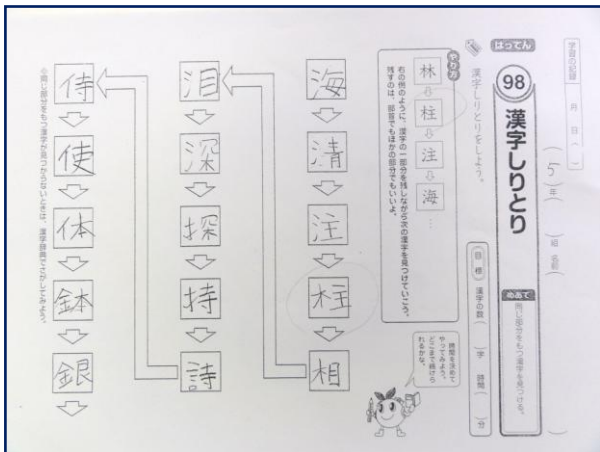 学習の記録 月 日( )
はってん
98 漢字しりとり
(5)年 組 名前
めあて 同じ部分をもつ漢字を見つける。
漢字しりとりをしよう。
目標 漢字の数( )字 時間( )分
やり方
林⇨柱⇨注⇨海…
右の例のように、漢字の一部分を残しながら次の漢字を見つけていこう。
残すのは、部首でもほかの部分でもいいよ。
時間を決めて
やってみよう。
どこまで続けら
れるかな。
海⇨清⇨注⇨柱⇨相
泪⇨深⇨探⇨持⇨詩
侍⇨使⇨体⇨鉢⇨銀⇨
同じ部分をもつ漢字が見つからないときは、漢字辞典でさがしてみよう。